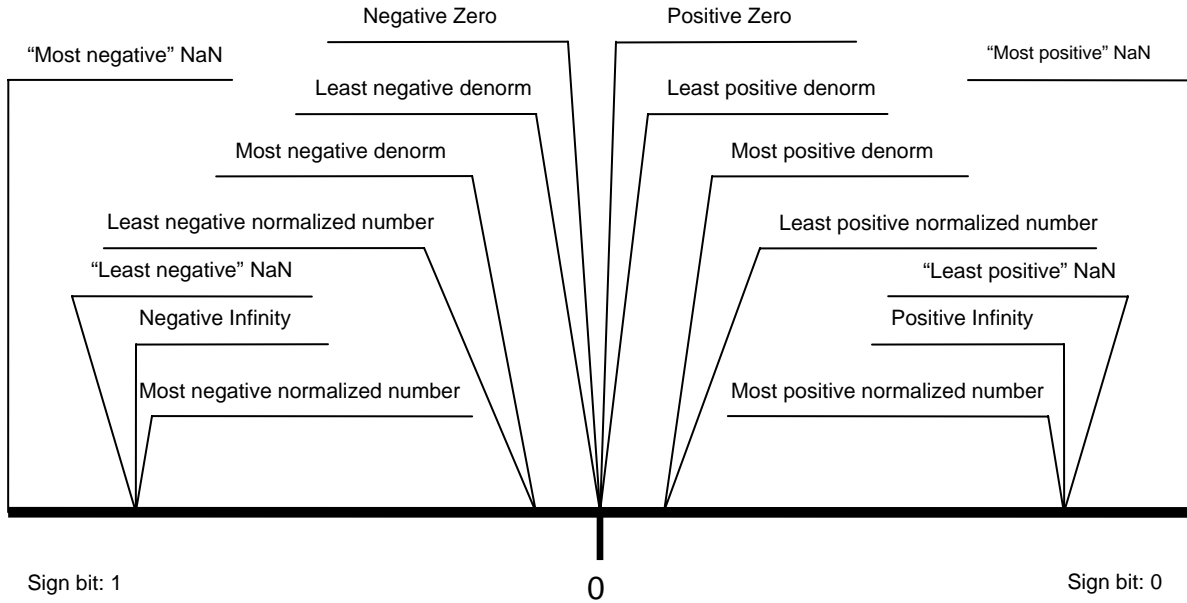 Negative Zero
Positive Zero
“Most negative” NaN
“Most positive” NaN
Least negative denorm
Least positive denorm
Most negative denorm
Most positive denorm
Least negative normalized number
Least positive normalized number
“Least negative” NaN
“Least positive” NaN
Negative Infinity
Positive Infinity
Most negative normalized number
Most positive normalized number
Sign bit: 1
0
Sign bit: 0